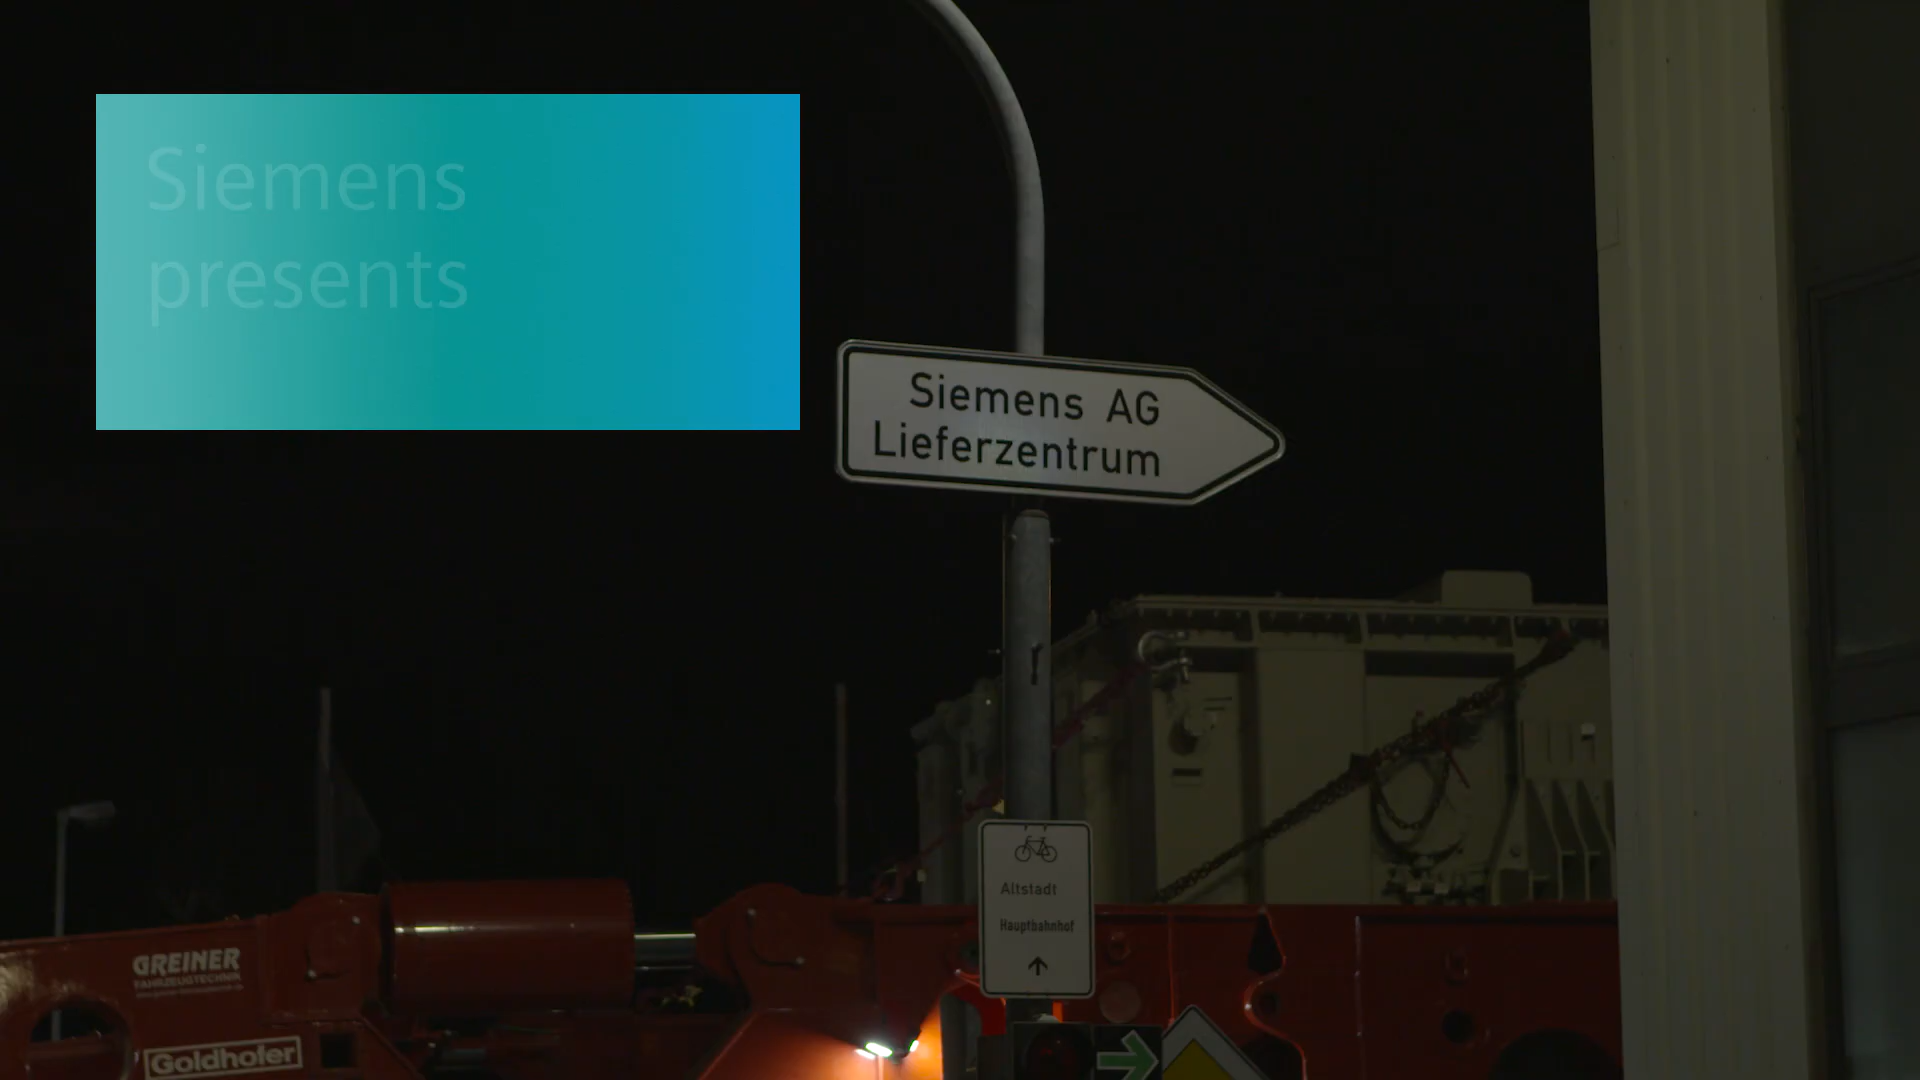 Siemens
presents
Siemens AG
Lieferzentrum
Altstadt
Hauptbahnhof
GREINER
FAHRZEUGTECHNIK
Goldhofer